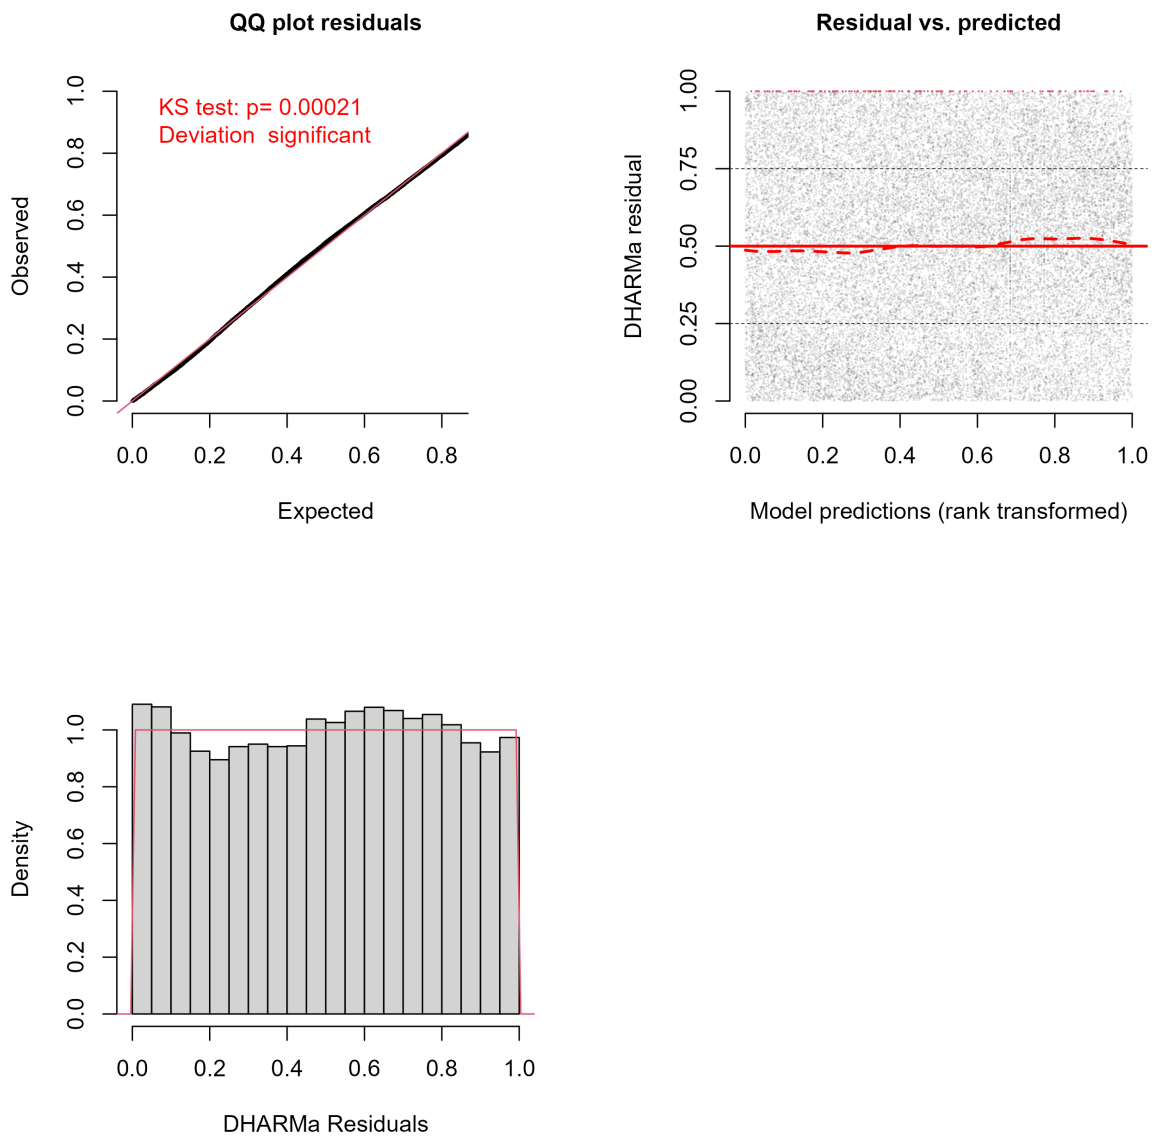 QQ plot residuals
KS test: p= 0.00021
Deviation  significant
Observed
0.0 0.2 0.4 0.6 0.8 1.0
0.0 0.2 0.4 0.6 0.8
Expected
Residual vs. predicted
DHARMa residual
0.00 0.25 0.50 0.75 1.00
0.0 0.2 0.4 0.6 0.8 1.0
Model predictions (rank transformed)
Density
0.0 0.2 0.4 0.6 0.8 1.0
0.0 0.2 0.4 0.6 0.8 1.0
DHARMa Residuals